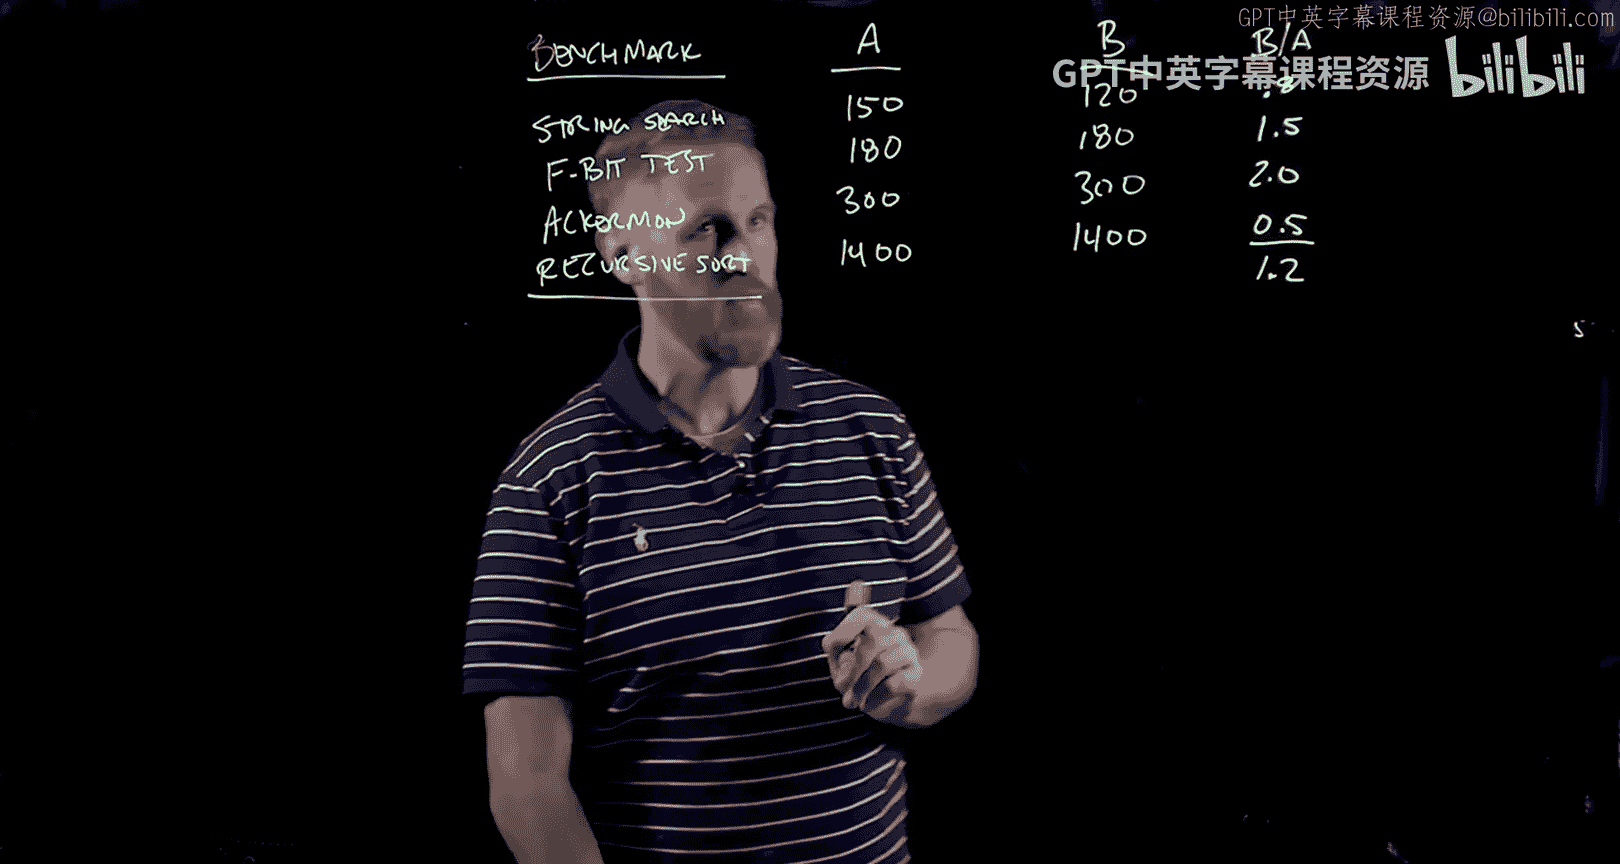 GPT中英字幕课程资源@bilibili.com
GPT中英字幕课程资源 bilibili
BENCHMARK A B B/A
STRING SEARCH 150 120 .8
F-BIT TEST 180 180 1.5
ACKERMON 300 300 2.0
RECURSIVE SORT 1400 1400 0.5
1.2
5